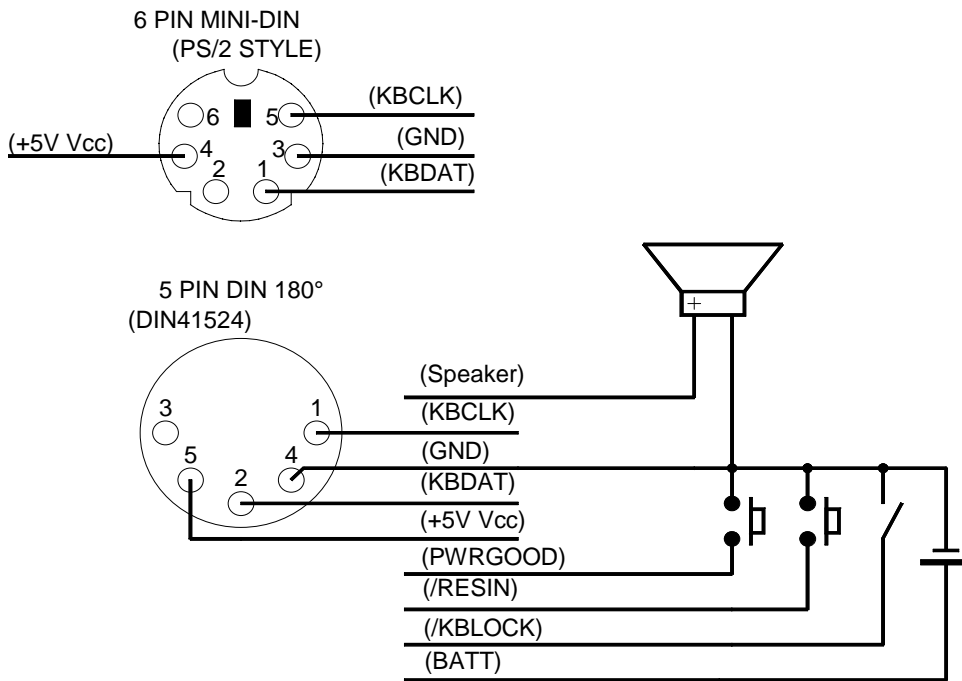 6 PIN MINI-DIN
(PS/2 STYLE)
(KBCLK)
6 5
(GND)
(+5V Vcc)
4 3
(KBDAT)
2 1
5 PIN DIN 180°
(DIN41524)
+
(Speaker)
(KBCLK)
3 1
(GND)
5 4
(KBDAT)
2
(+5V Vcc)
(PWRGOOD)
(/RESIN)
(/KBLOCK)
(BATT)